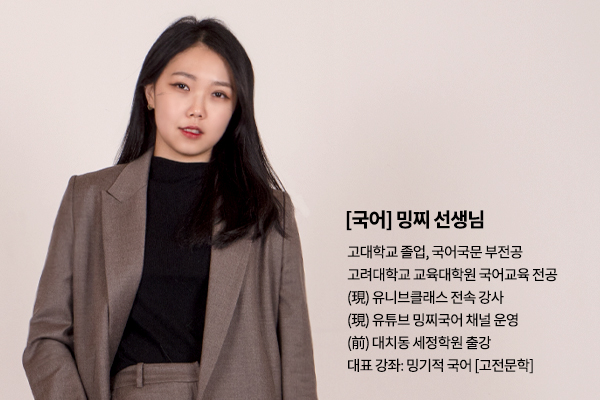 [국어] 밍찌 선생님
고대학교 졸업, 국어국문 부전공
고려대학교 교육대학원 국어교육 전공
(現) 유니브클래스 전속 강사
(現) 유튜브 밍찌국어 채널 운영
(前) 대치동 세정학원 출강
대표 강좌: 밍기적 국어 [고전문학]